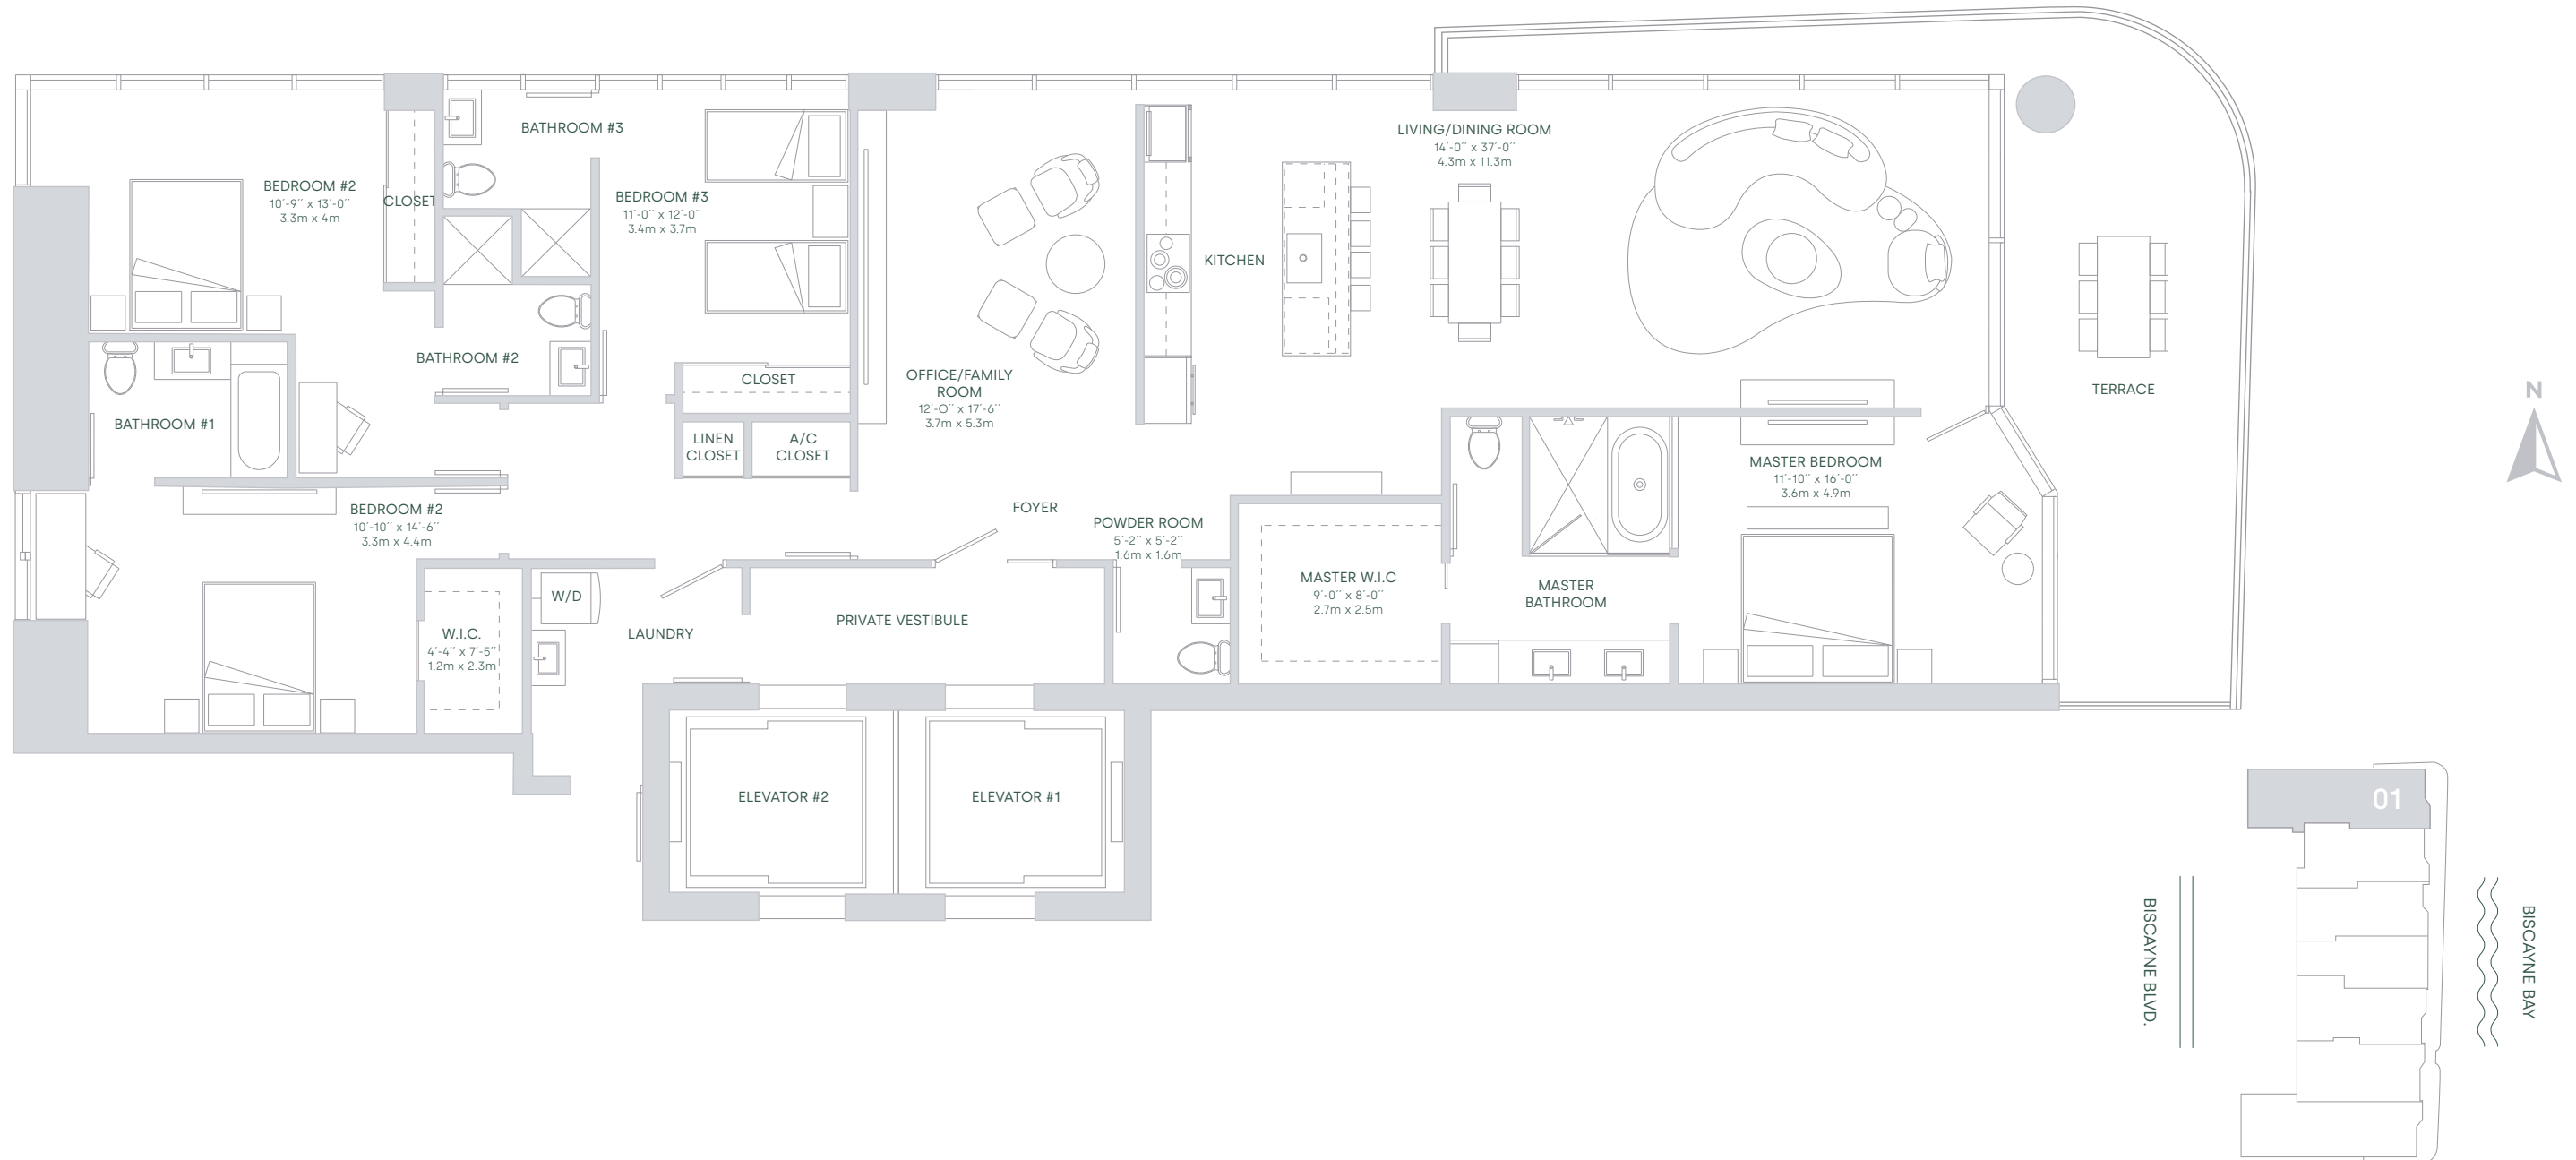 BATHROOM #3
LIVING/DINING ROOM
14'-0" x 37'-0"
4.3m x 11.3m
BEDROOM #2
10'-9" x 13'-0"
3.3m x 4m
CLOSET
BEDROOM #3
11'-0" x 12'-0"
3.4m x 3.7m
KITCHEN
BATHROOM #2
CLOSET
OFFICE/FAMILY
ROOM
12'-O" x 17'-6"
3.7m x 5.3m
TERRACE
N
BATHROOM #1
LINEN
CLOSET
A/C
CLOSET
MASTER BEDROOM
11'-10" x 16'-0"
3.6m x 4.9m
BEDROOM #2
10'-10" x 14'-6"
3.3m x 4.4m
FOYER
POWDER ROOM
5'-2" x 5'-2"
1.6m x 1.6m
MASTER W.I.C
9'-0" x 8'-0"
2.7m x 2.5m
MASTER
BATHROOM
W/D
W.I.C.
4'-4" x 7'-5"
1.2m x 2.3m
LAUNDRY
PRIVATE VESTIBULE
ELEVATOR #2
ELEVATOR #1
01
BISCAYNE BLVD.
BISCAYNE BAY